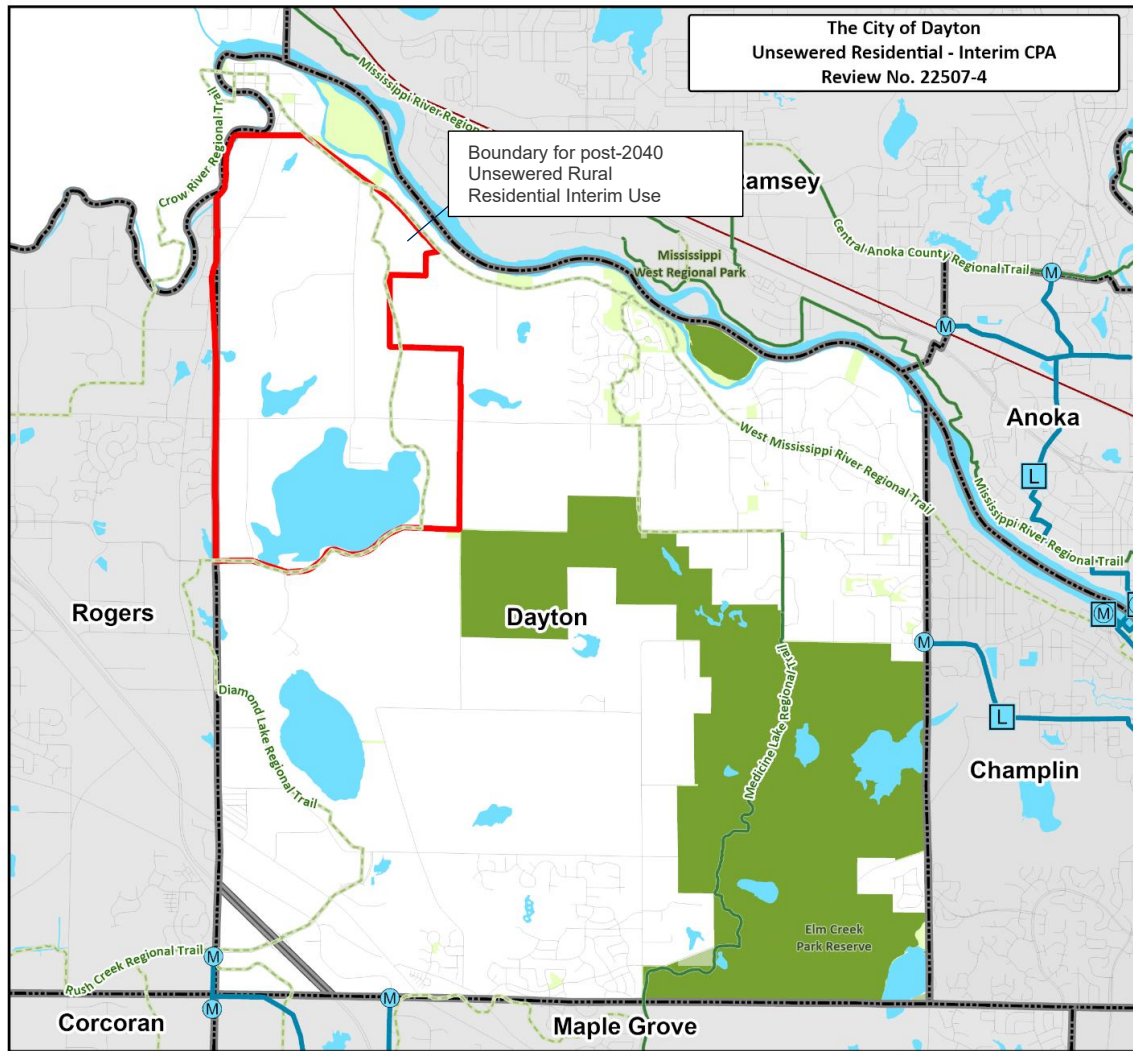 The City of Dayton
Unsewered Residential - Interim CPA
Review No. 22507-4
Mississippi River Regional
Crow River Regional Trail
Boundary for post-2040
Unsewered Rural
Residential Interim Use
Ramsey
Central Anoka County Regional Trail
M
Mississippi
West Regional Park
M
Anoka
West Mississippi River Regional Trail
L
Mississippi River Regional Trail
M
Rogers
Dayton
M
Medicine Lake Regional Trail
Diamond Lake Regional Trail
L
Champlin
Elm Creek
Park Reserve
Rush Creek Regional Trail
M
M
M
Corcoran
Maple Grove